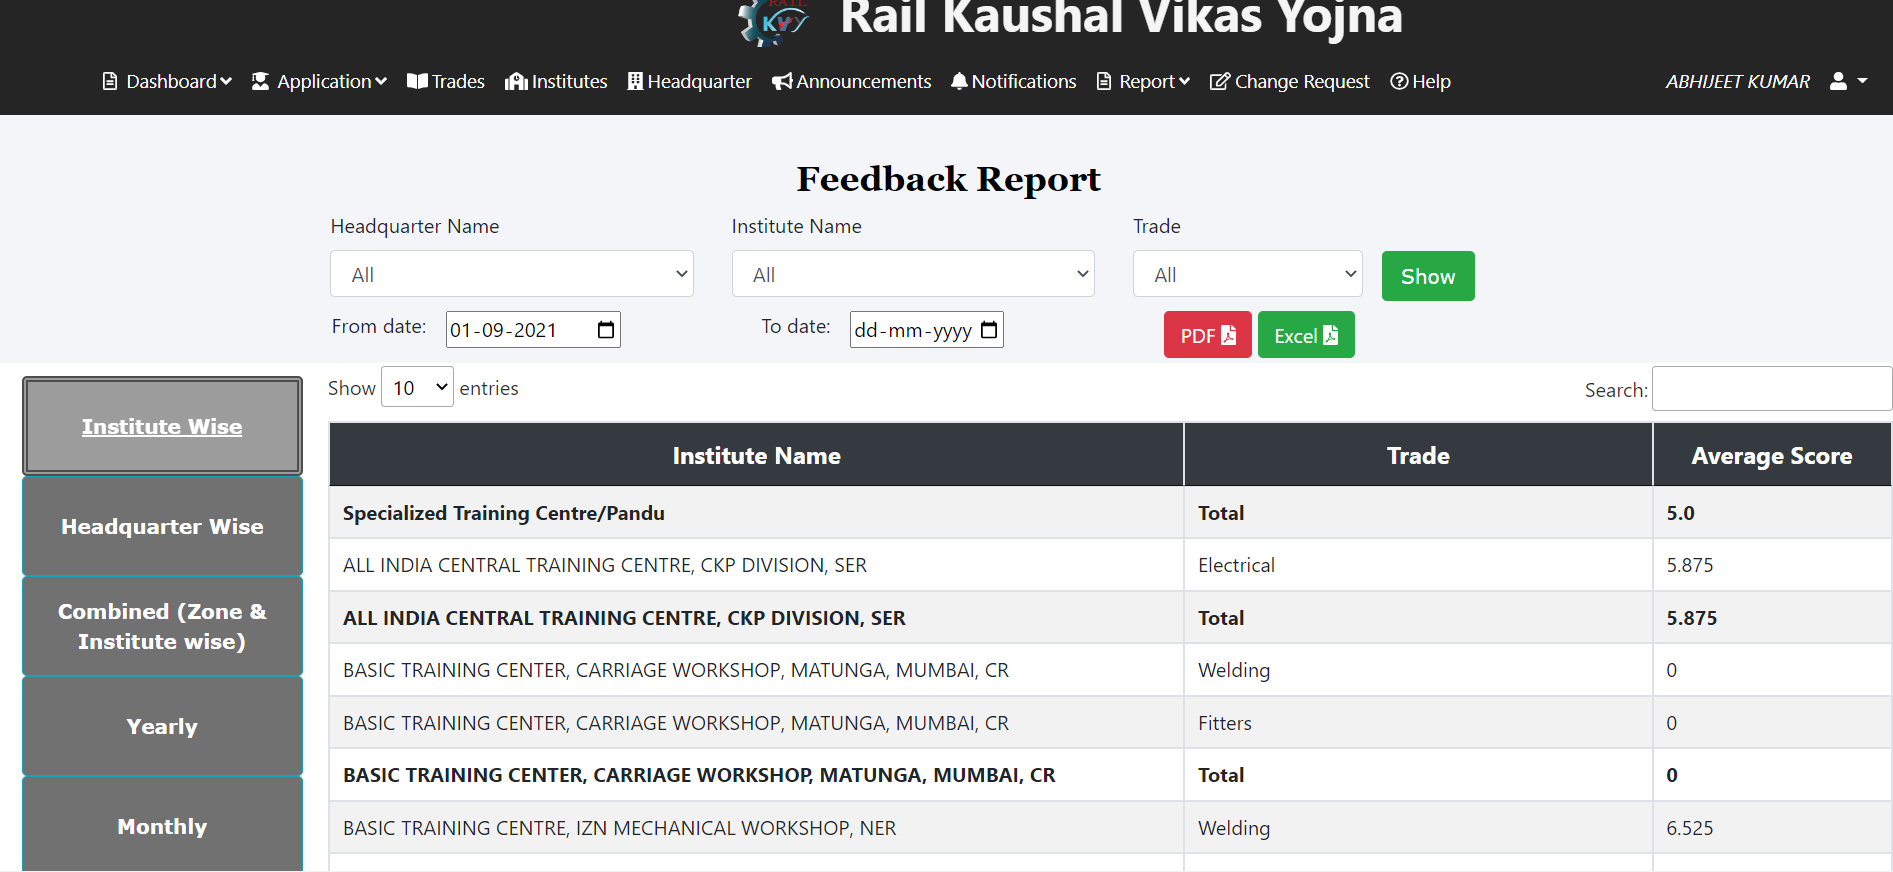 RAIL
KVY
Rail Kaushal Vikas Yojna
Dashboard Application Trades Institutes Headquarter Announcements Notifications Report Change Request Help ABHIJEET KUMAR
Feedback Report
Headquarter Name Institute Name Trade
All All All Show
From date: 01-09-2021 To date: dd-mm-yyyy PDF Excel
Show 10 entries Search:
Institute Wise
Headquarter Wise
Combined (Zone &
Institute wise)
Yearly
Monthly
Institute Name Trade Average Score
Specialized Training Centre/Pandu Total 5.0
ALL INDIA CENTRAL TRAINING CENTRE, CKP DIVISION, SER Electrical 5.875
ALL INDIA CENTRAL TRAINING CENTRE, CKP DIVISION, SER Total 5.875
BASIC TRAINING CENTER, CARRIAGE WORKSHOP, MATUNGA, MUMBAI, CR Welding 0
BASIC TRAINING CENTER, CARRIAGE WORKSHOP, MATUNGA, MUMBAI, CR Fitters 0
BASIC TRAINING CENTER, CARRIAGE WORKSHOP, MATUNGA, MUMBAI, CR Total 0
BASIC TRAINING CENTRE, IZN MECHANICAL WORKSHOP, NER Welding 6.525